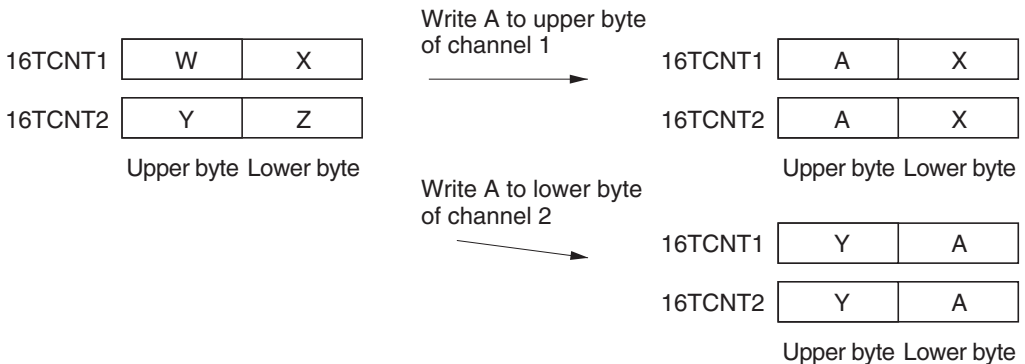 Write A to upper byte
of channel 1
16TCNT1 W X
16TCNT2 Y Z
Upper byte Lower byte
16TCNT1 A X
16TCNT2 A X
Upper byte Lower byte
Write A to lower byte
of channel 2
16TCNT1 Y A
16TCNT2 Y A
Upper byte Lower byte